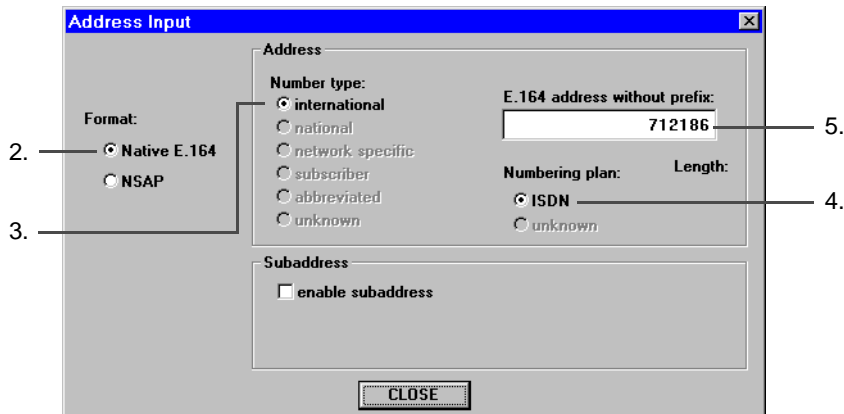 Address Input
Address
Number type:
international
national
network specific
subscriber
abbreviated
unknown
E.164 address without prefix:
712186
Numbering plan:
Length:
ISDN
unknown
Format:
Native E.164
NSAP
2.
3.
4.
5.
Subaddress
enable subaddress
CLOSE